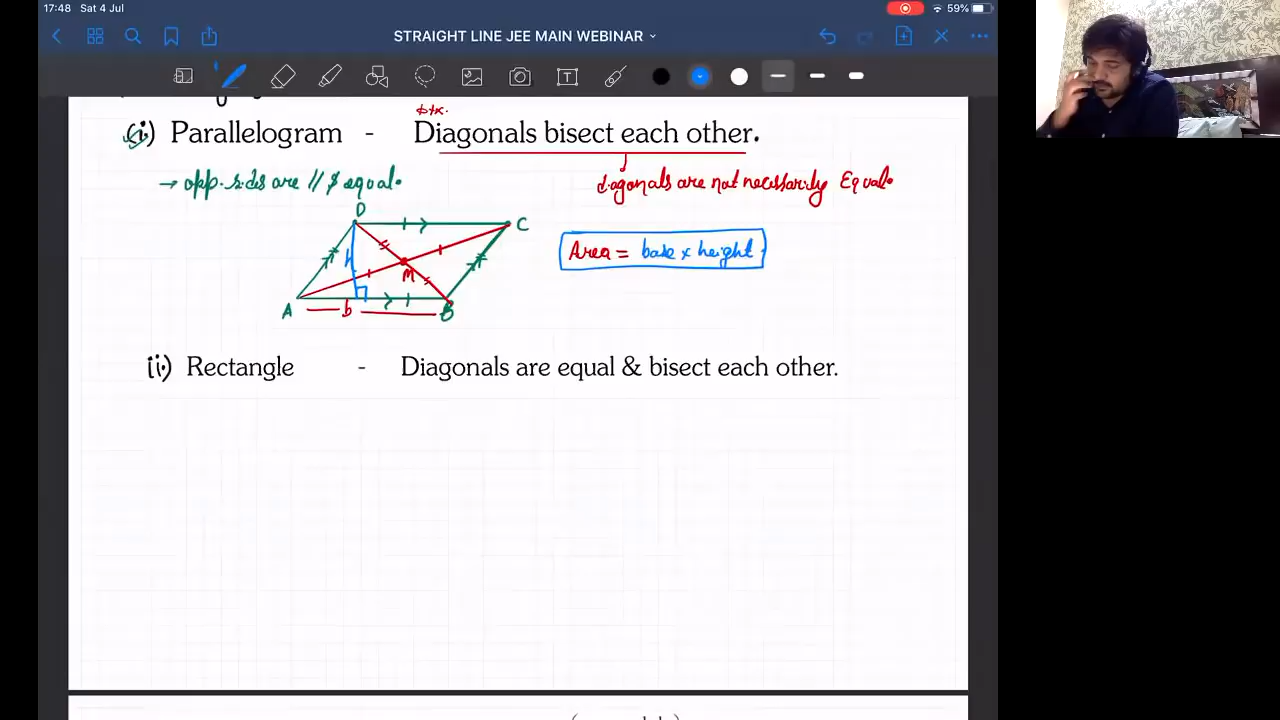 17:48 Sat 4 Jul
59%
STRAIGHT LINE JEE MAIN WEBINAR
T
(i) Parallelogram - Diagonals bisect each other.
→ opp. sides are // & equal.
diagonals are not necessarily Equal.
D
C
Area = base x height
h
M
A
b
B
(ii) Rectangle - Diagonals are equal & bisect each other.